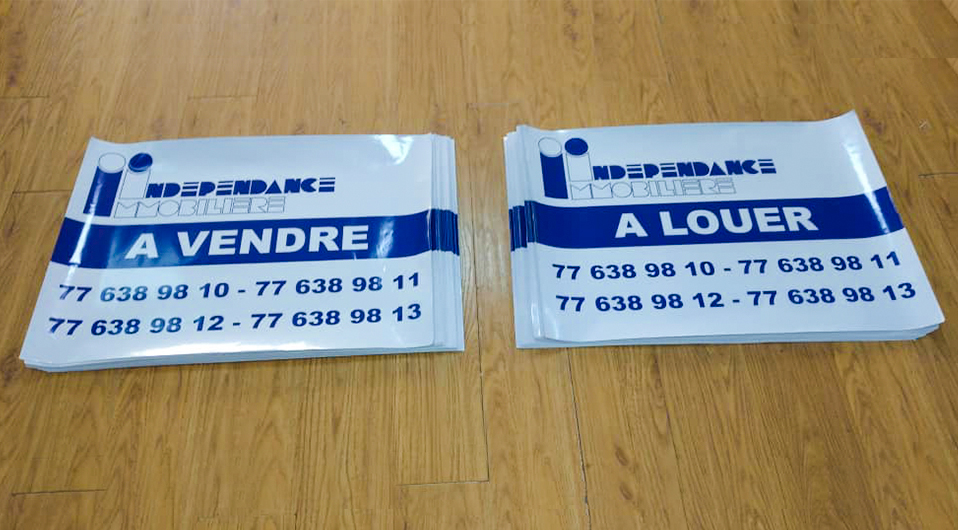 INDEPENDANCE
IMMOBILIERE
A VENDRE
77 638 98 10 - 77 638 98 11
77 638 98 12 - 77 638 98 13
INDEPENDANCE
IMMOBILIERE
A LOUER
77 638 98 10 - 77 638 98 11
77 638 98 12 - 77 638 98 13